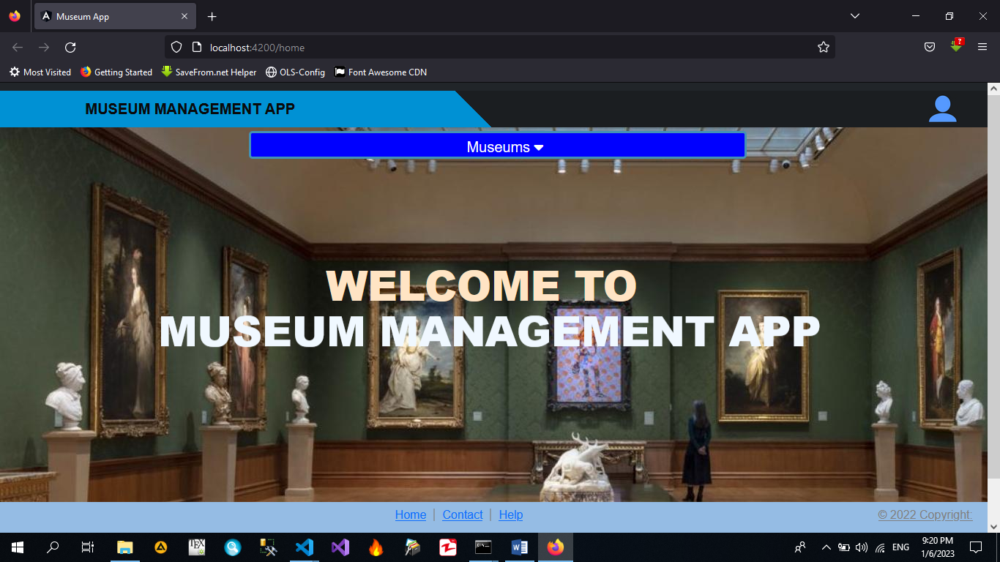 Museum App
localhost:4200/home
Most Visited Getting Started SaveFrom.net Helper OLS-Config Font Awesome CDN
MUSEUM MANAGEMENT APP
Museums
WELCOME TO
MUSEUM MANAGEMENT APP
Home | Contact | Help © 2022 Copyright:
ENG 9:20 PM
1/6/2023